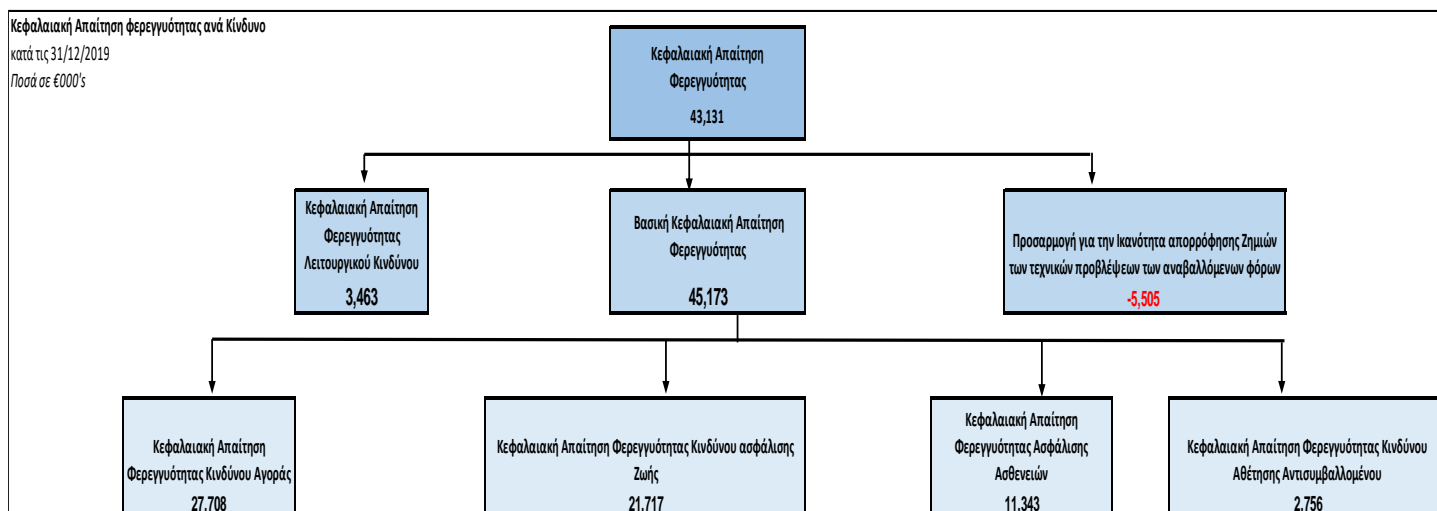 Κεφαλαιακή Απαίτηση φερεγγυότητας ανά Κίνδυνο
κατά τις 31/12/2019
Ποσά σε €000's
Κεφαλαιακή Απαίτηση
Φερεγγυότητας
43,131
Κεφαλαιακή Απαίτηση
Φερεγγυότητας
Λειτουργικού Κινδύνου
3,463
Βασική Κεφαλαιακή Απαίτηση
Φερεγγυότητας
45,173
Προσαρμογή για την Ικανότητα απορρόφησης Ζημιών
των τεχνικών προβλέψεων των αναβαλλόμενων φόρων
-5,505
Κεφαλαιακή Απαίτηση
Φερεγγυότητας Κινδύνου Αγοράς
27,708
Κεφαλαιακή Απαίτηση Φερεγγυότητας Κινδύνου ασφάλισης
Ζωής
21,717
Κεφαλαιακή Απαίτηση
Φερεγγυότητας Ασφάλισης
Ασθενειών
11,343
Κεφαλαιακή Απαίτηση Φερεγγυότητας Κινδύνου
Αθέτησης Αντισυμβαλλομένου
2,756